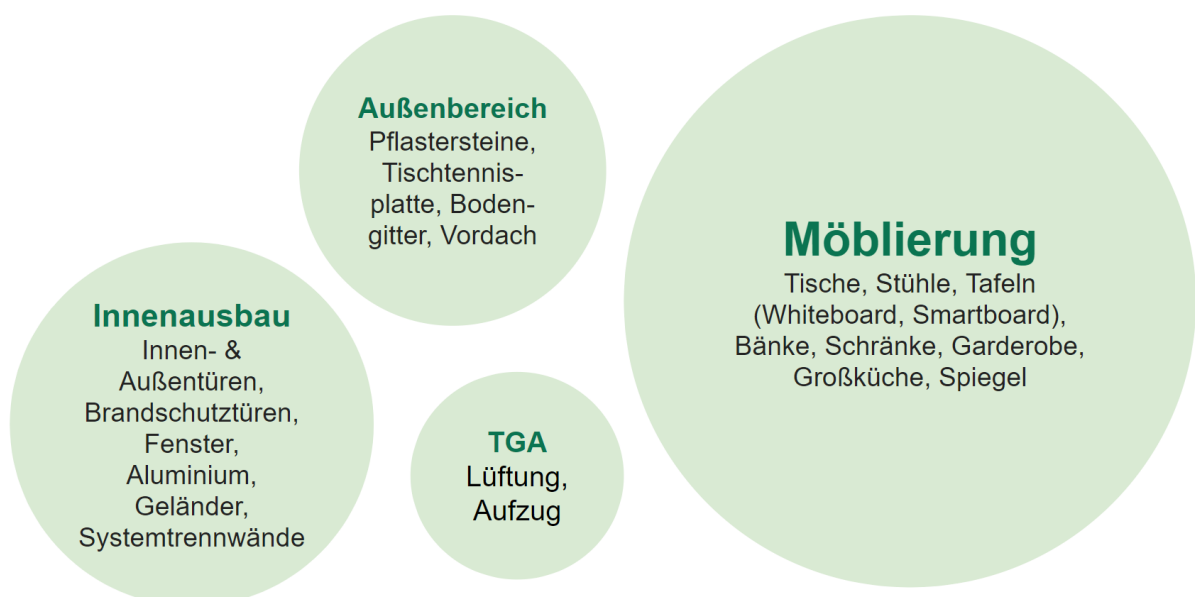 Außenbereich
Pflastersteine,
Tischtennis-
platte, Boden-
gitter, Vordach
Möblierung
Tische, Stühle, Tafeln
(Whiteboard, Smartboard),
Bänke, Schränke, Garderobe,
Großküche, Spiegel
Innenausbau
Innen- &
Außentüren,
Brandschutztüren,
Fenster,
Aluminium,
Geländer,
Systemtrennwände
TGA
Lüftung,
Aufzug